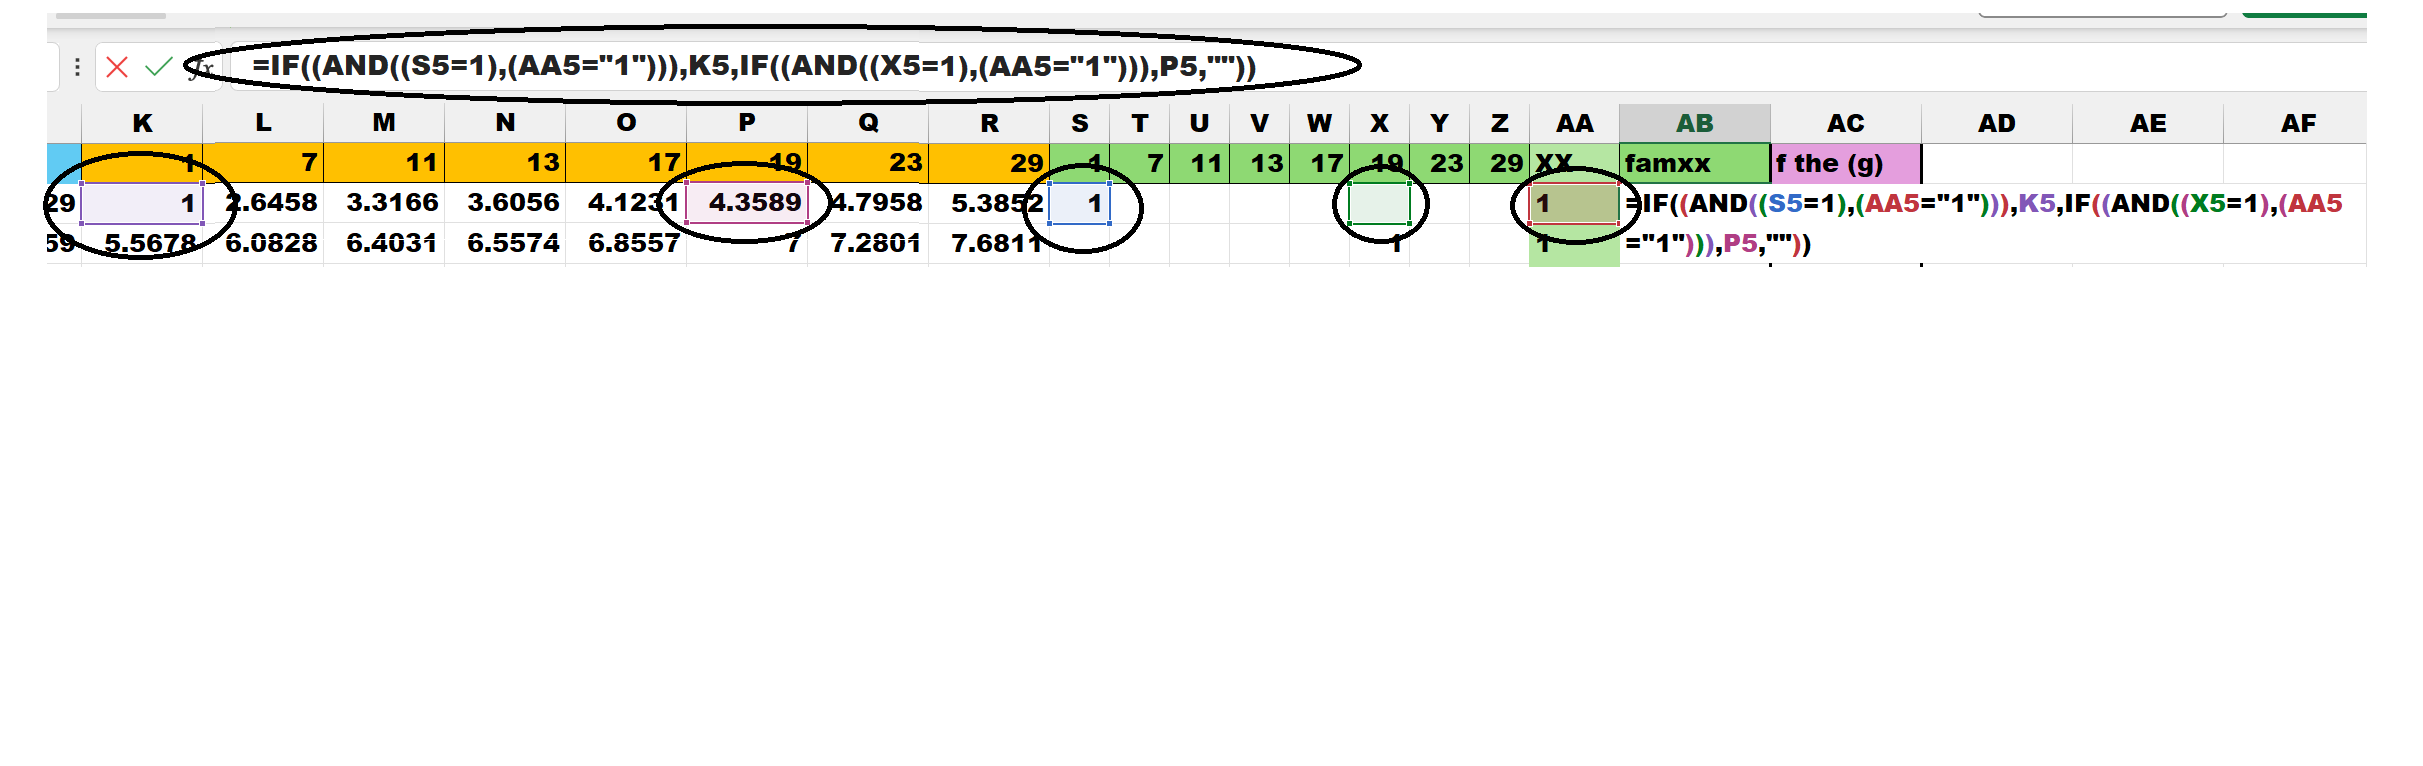 fx =IF((AND((S5=1),(AA5="1"))),K5,IF((AND((X5=1),(AA5="1"))),P5,""))
K L M N O P Q R S T U V W X Y Z AA AB AC AD AE AF
1 7 11 13 17 19 23 29 1 7 11 13 17 19 23 29 XX famxx f the (g)
29 1 2.6458 3.3166 3.6056 4.1231 4.3589 4.7958 5.3852 1 1 =IF((AND((S5=1),(AA5="1"))),K5,IF((AND((X5=1),(AA5
59 5.5678 6.0828 6.4031 6.5574 6.8557 7 7.2801 7.6811 1 1 ="1"))),P5,""))